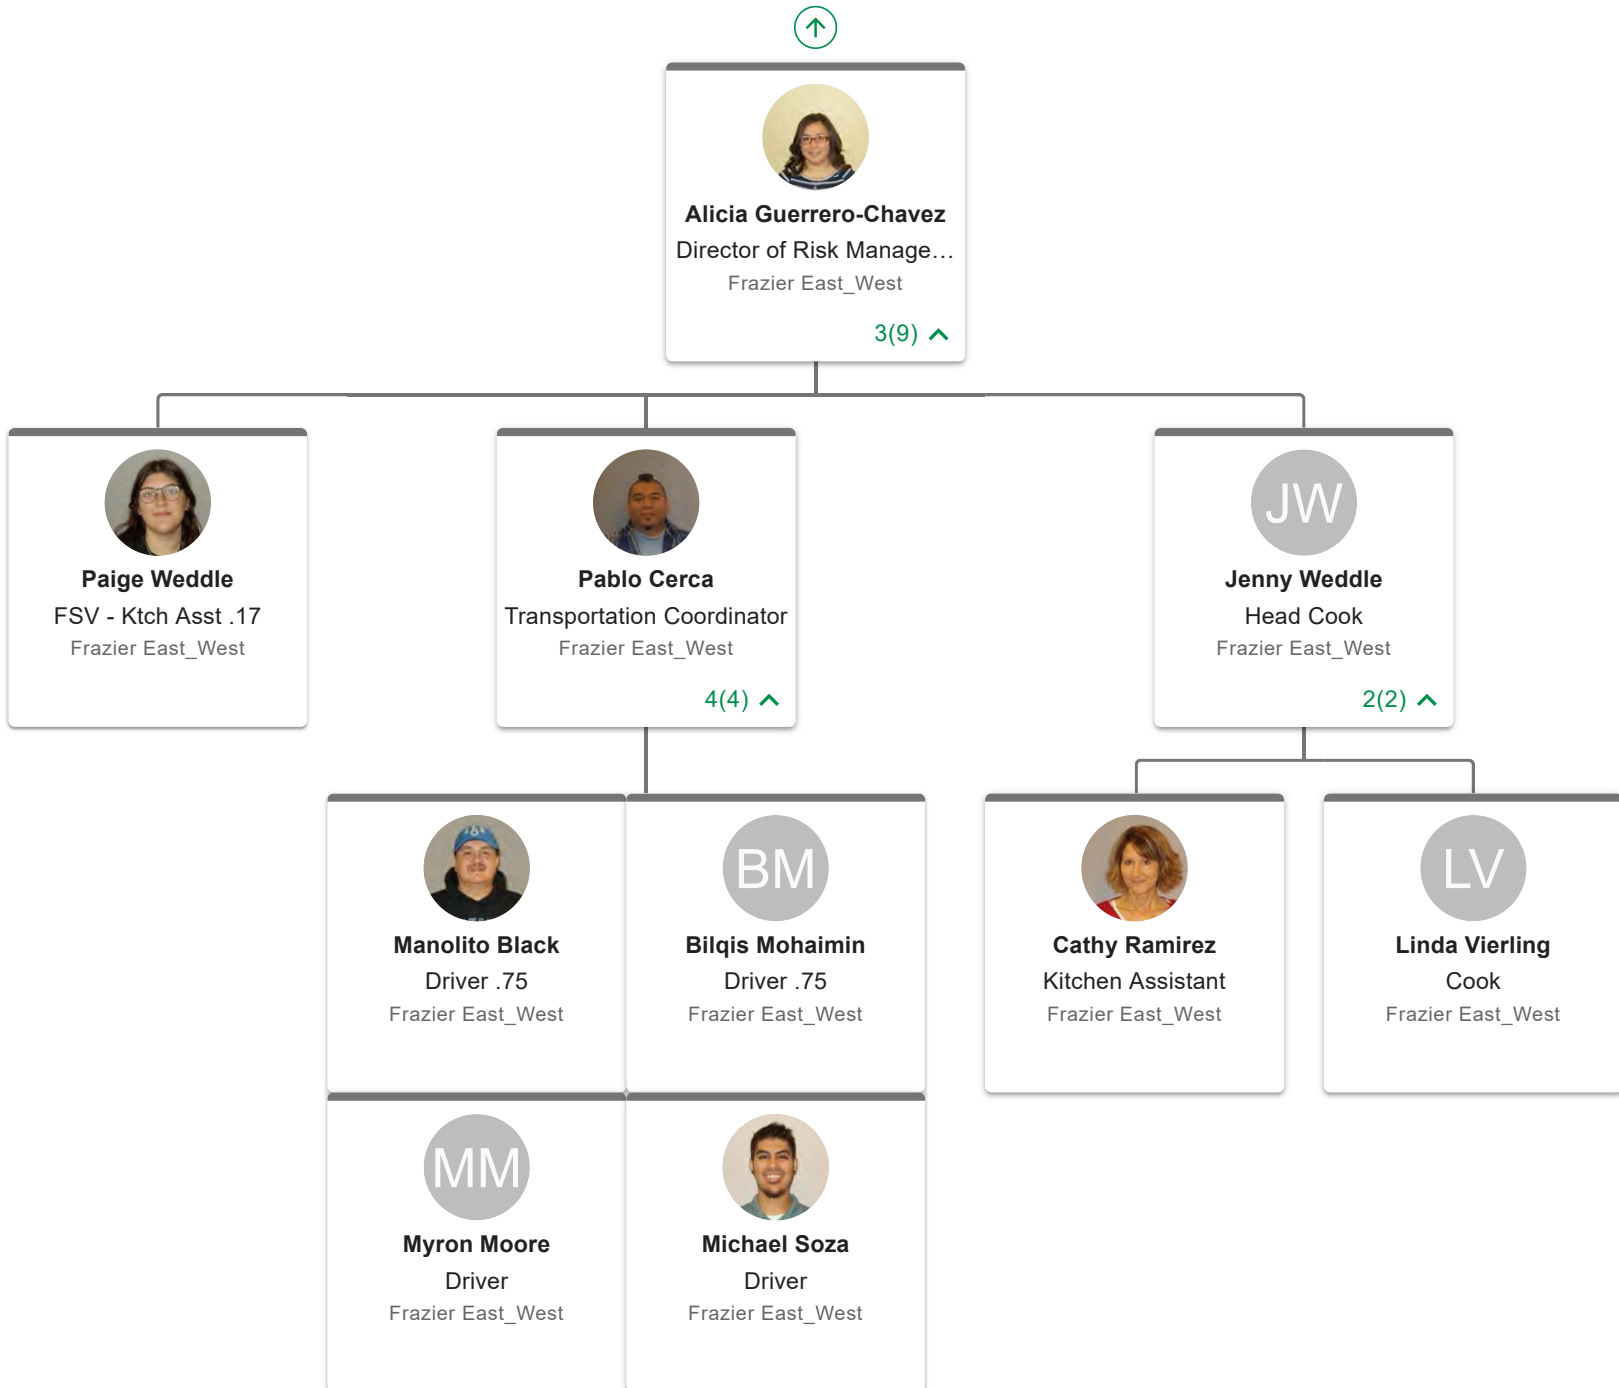 Alicia Guerrero-Chavez
Director of Risk Manage…
Frazier East_West
3(9)
Paige Weddle
FSV - Ktch Asst .17
Frazier East_West
Pablo Cerca
Transportation Coordinator
Frazier East_West
4(4)
JW
Jenny Weddle
Head Cook
Frazier East_West
2(2)
Manolito Black
Driver .75
Frazier East_West
BM
Bilqis Mohaimin
Driver .75
Frazier East_West
Cathy Ramirez
Kitchen Assistant
Frazier East_West
LV
Linda Vierling
Cook
Frazier East_West
MM
Myron Moore
Driver
Frazier East_West
Michael Soza
Driver
Frazier East_West